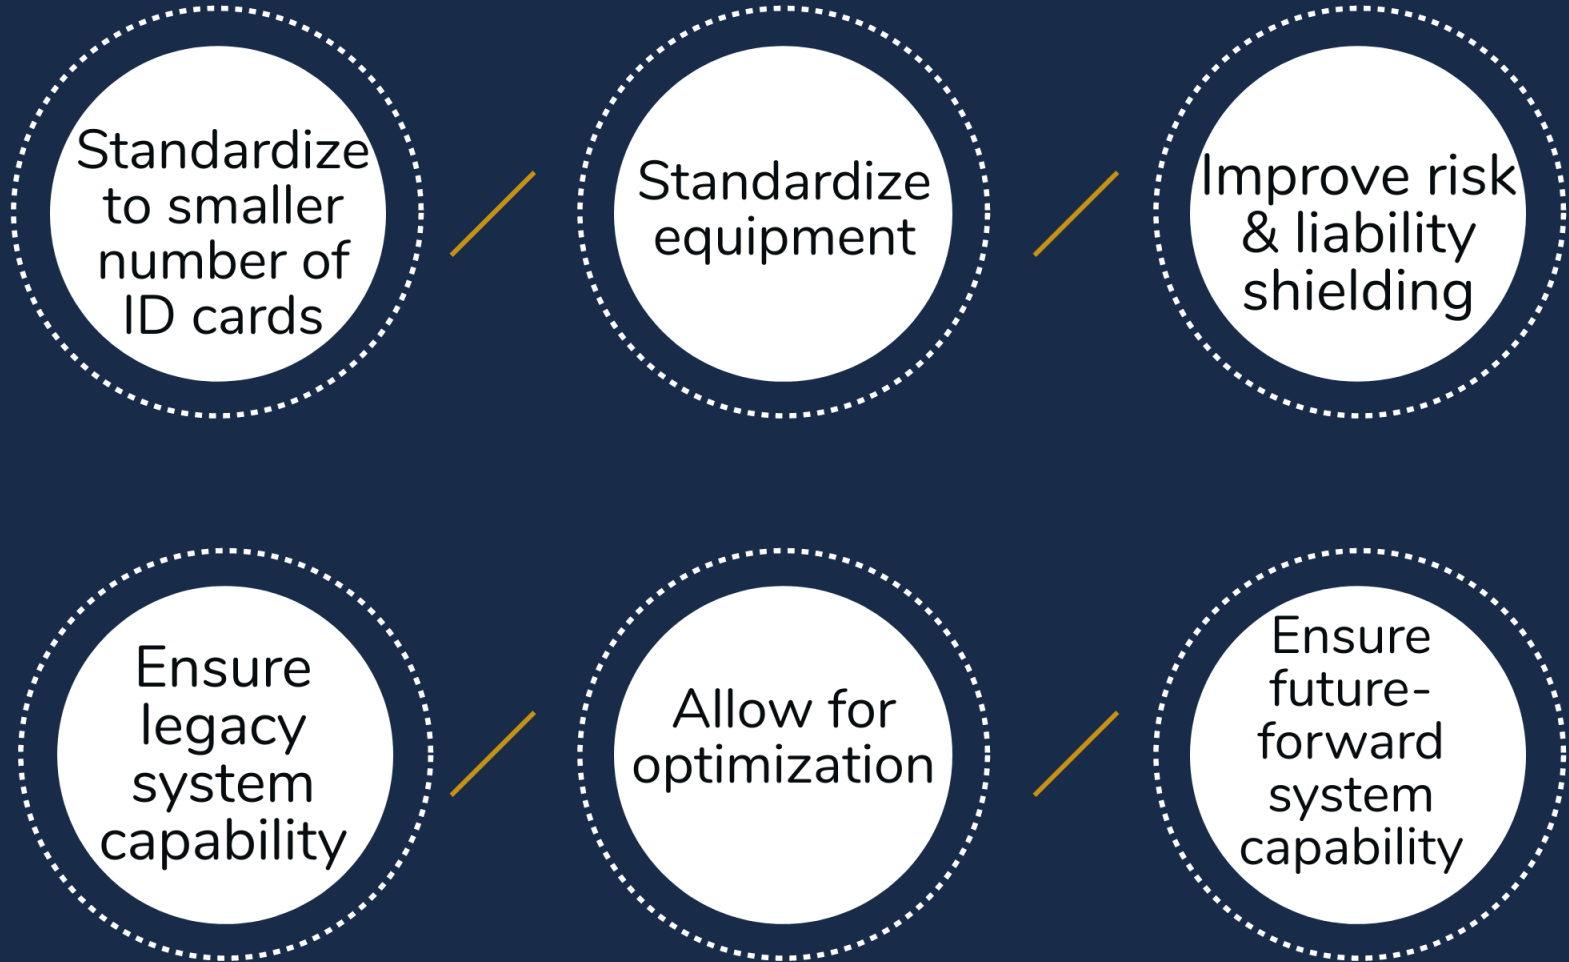 Standardize
to smaller
number of
ID cards
Standardize
equipment
Improve risk
& liability
shielding
Ensure
legacy
system
capability
Allow for
optimization
Ensure
future-
forward
system
capability